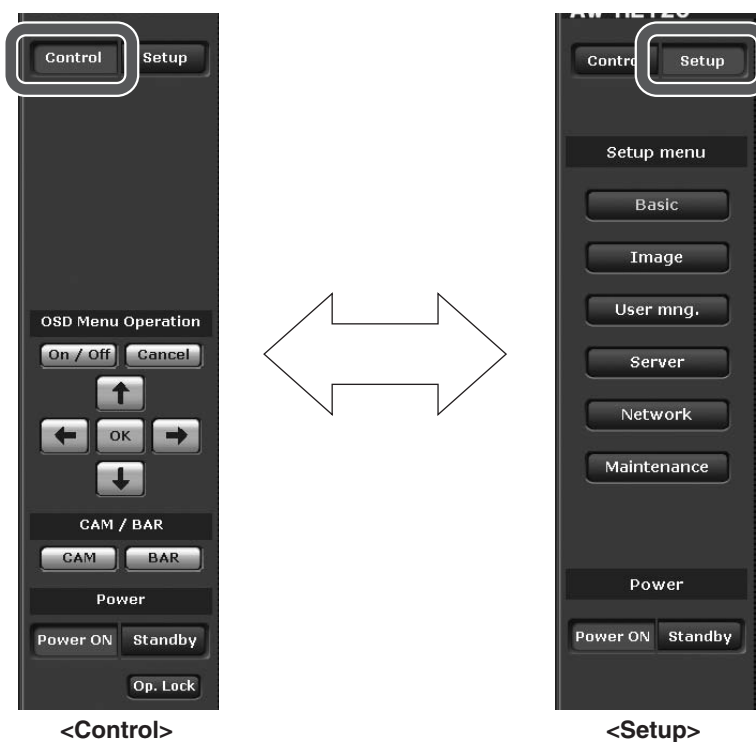 Control Setup
OSD Menu Operation
On / Off Cancel
OK
CAM / BAR
CAM BAR
Power
Power ON Standby
Op. Lock
<Control>
Setup
Setup menu
Basic
Image
User mng.
Server
Network
Maintenance
Power
Power ON Standby
<Setup>